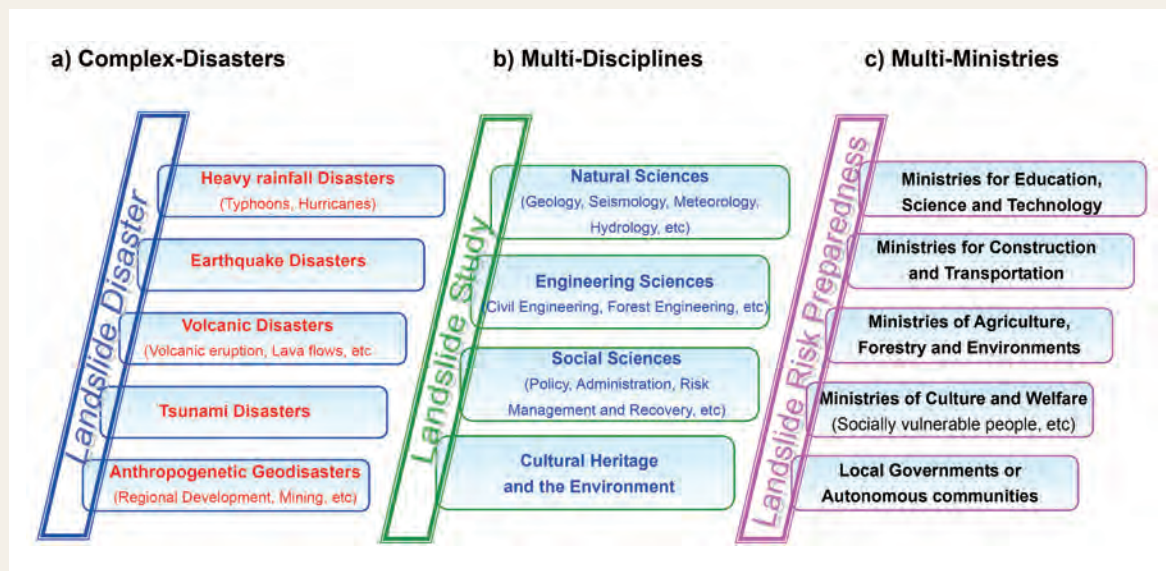 a) Complex-Disasters
Landslide Disaster
Heavy rainfall Disasters
(Typhoons, Hurricanes)
Earthquake Disasters
Volcanic Disasters
(Volcanic eruption, Lava flows, etc
Tsunami Disasters
Anthropogenetic Geodisasters
(Regional Development, Mining, etc)
b) Multi-Disciplines
Landslide Study
Natural Sciences
(Geology, Seismology, Meteorology,
Hydrology, etc)
Engineering Sciences
(Civil Engineering, Forest Engineering, etc)
Social Sciences
(Policy, Administration, Risk
Management and Recovery, etc)
Cultural Heritage
and the Environment
c) Multi-Ministries
Landslide Risk Preparedness
Ministries for Education,
Science and Technology
Ministries for Construction
and Transportation
Ministries of Agriculture,
Forestry and Environments
Ministries of Culture and Welfare
(Socially vulnerable people, etc)
Local Governments or
Autonomous communities